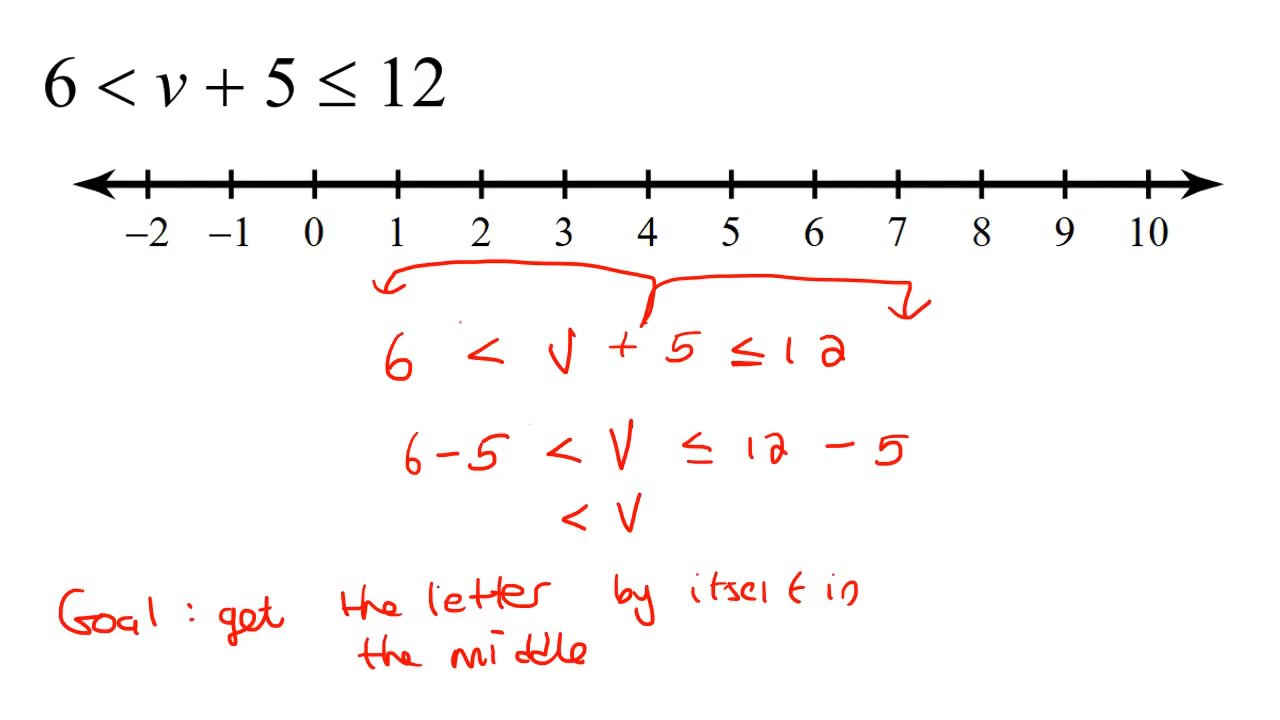 6 < v + 5 ≤ 12
−2 −1 0 1 2 3 4 5 6 7 8 9 10
6 < V + 5 ≤ 12
6 - 5 < V ≤ 12 - 5
< V
Goal: get the letter by itself in
the middle